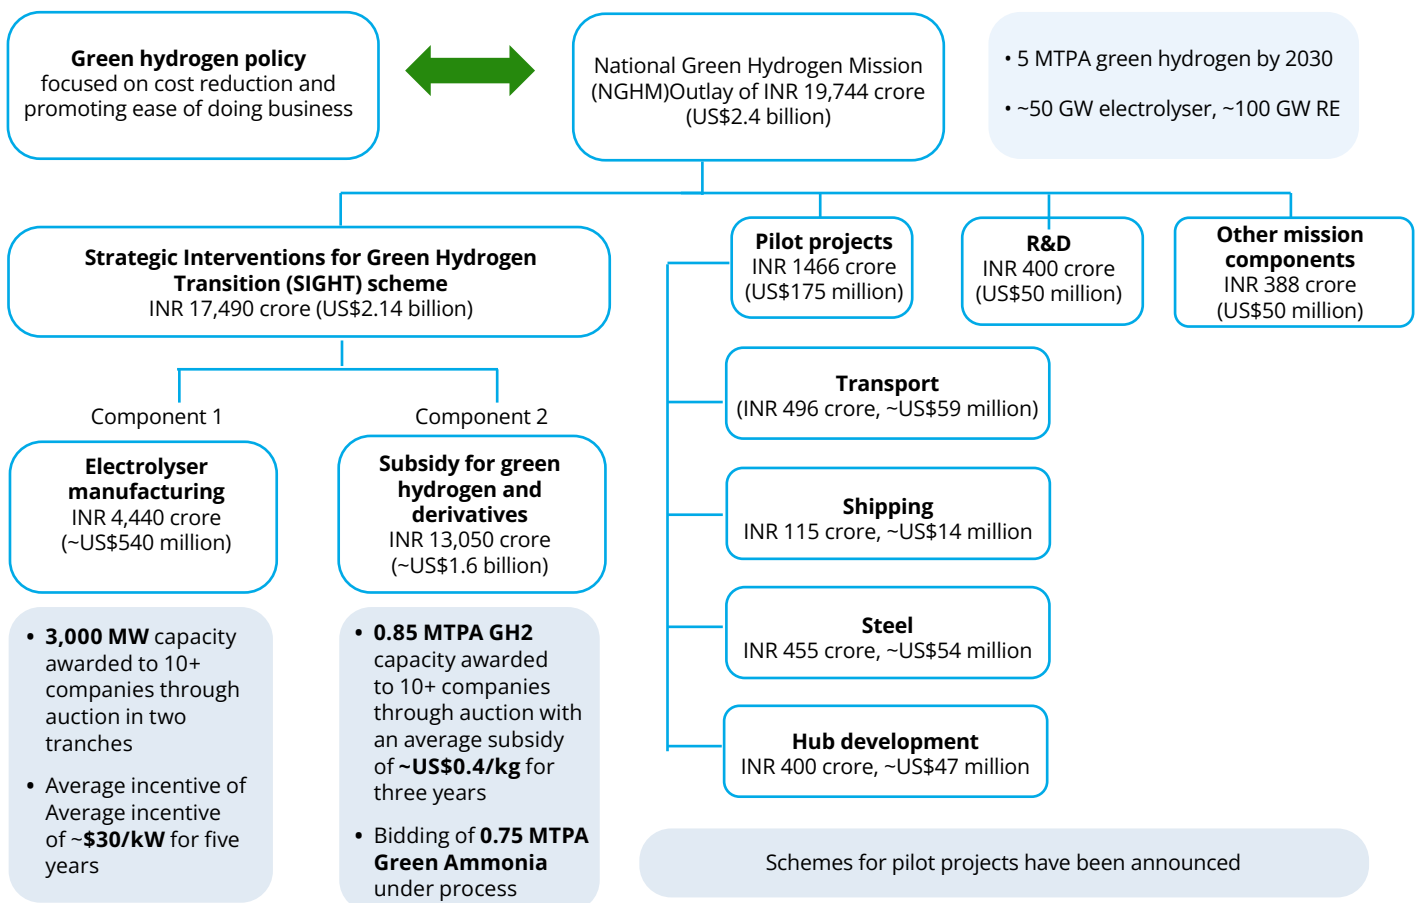 Green hydrogen policy
focused on cost reduction and
promoting ease of doing business
National Green Hydrogen Mission
(NGHM)Outlay of INR 19,744 crore
(US$2.4 billion)
• 5 MTPA green hydrogen by 2030
• ~50 GW electrolyser, ~100 GW RE
Strategic Interventions for Green Hydrogen
Transition (SIGHT) scheme
INR 17,490 crore (US$2.14 billion)
Pilot projects
INR 1466 crore
(US$175 million)
R&D
INR 400 crore
(US$50 million)
Other mission
components
INR 388 crore
(US$50 million)
Component 1
Electrolyser
manufacturing
INR 4,440 crore
(~US$540 million)
• 3,000 MW capacity
awarded to 10+
companies through
auction in two
tranches
• Average incentive of
Average incentive
of ~$30/kW for five
years
Component 2
Subsidy for green
hydrogen and
derivatives
INR 13,050 crore
(~US$1.6 billion)
• 0.85 MTPA GH2
capacity awarded
to 10+ companies
through auction with
an average subsidy
of ~US$0.4/kg for
three years
• Bidding of 0.75 MTPA
Green Ammonia
under process
Transport
(INR 496 crore, ~US$59 million)
Shipping
INR 115 crore, ~US$14 million
Steel
INR 455 crore, ~US$54 million
Hub development
INR 400 crore, ~US$47 million
Schemes for pilot projects have been announced